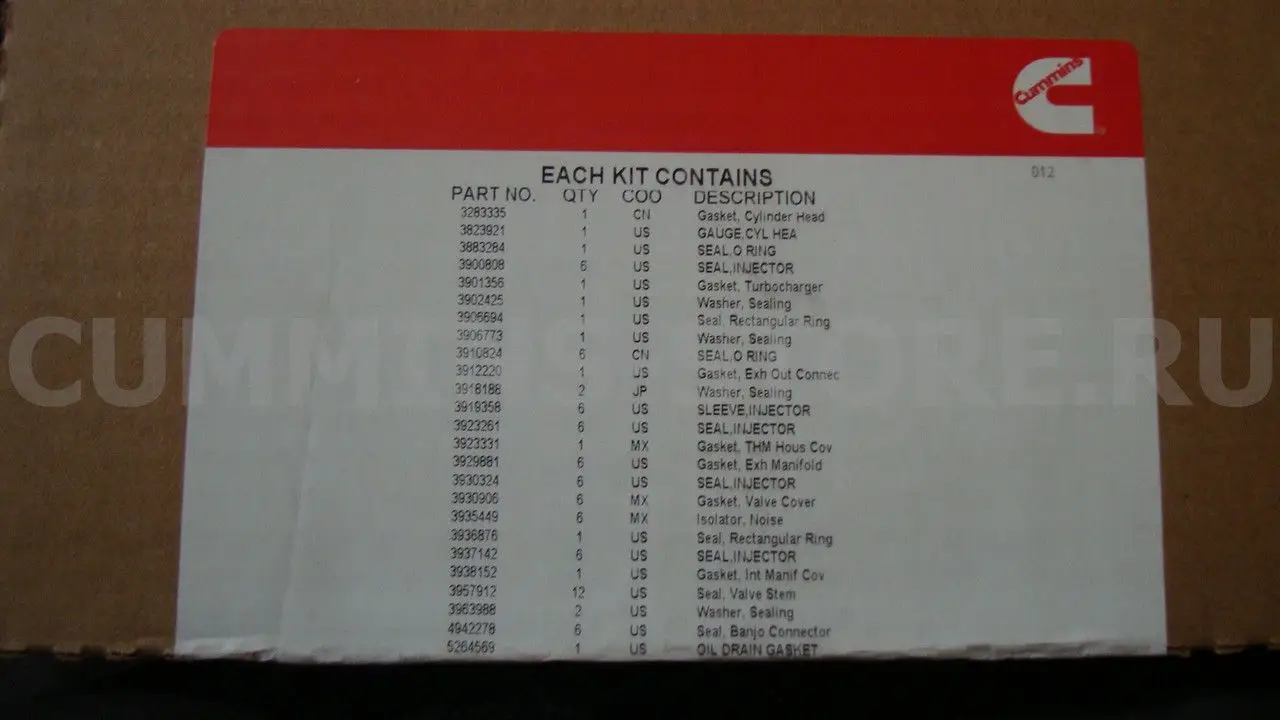 Cummins
012
EACH KIT CONTAINS
PART NO. QTY COO DESCRIPTION
3283335 1 CN Gasket, Cylinder Head
3823921 1 US GAUGE,CYL HEA
3883284 1 US SEAL,O RING
3900808 6 US SEAL,INJECTOR
3901356 1 US Gasket, Turbocharger
3902425 1 US Washer, Sealing
3906694 1 US Seal, Rectangular Ring
3906773 1 US Washer, Sealing
3910824 6 CN SEAL,O RING
3912220 1 US Gasket, Exh Out Connec
3918188 2 JP Washer, Sealing
3919358 6 US SLEEVE,INJECTOR
3923261 6 US SEAL,INJECTOR
3923331 1 MX Gasket, THM Hous Cov
3929881 6 US Gasket, Exh Manifold
3930324 6 US SEAL,INJECTOR
3930906 6 MX Gasket, Valve Cover
3935449 6 MX Isolator, Noise
3936876 1 US Seal, Rectangular Ring
3937142 6 US SEAL,INJECTOR
3938152 1 US Gasket, Int Manif Cov
3957912 12 US Seal, Valve Stem
3963988 2 US Washer, Sealing
4942278 6 US Seal, Banjo Connector
5264569 1 US OIL DRAIN GASKET
CUMMINSSTORE.RU